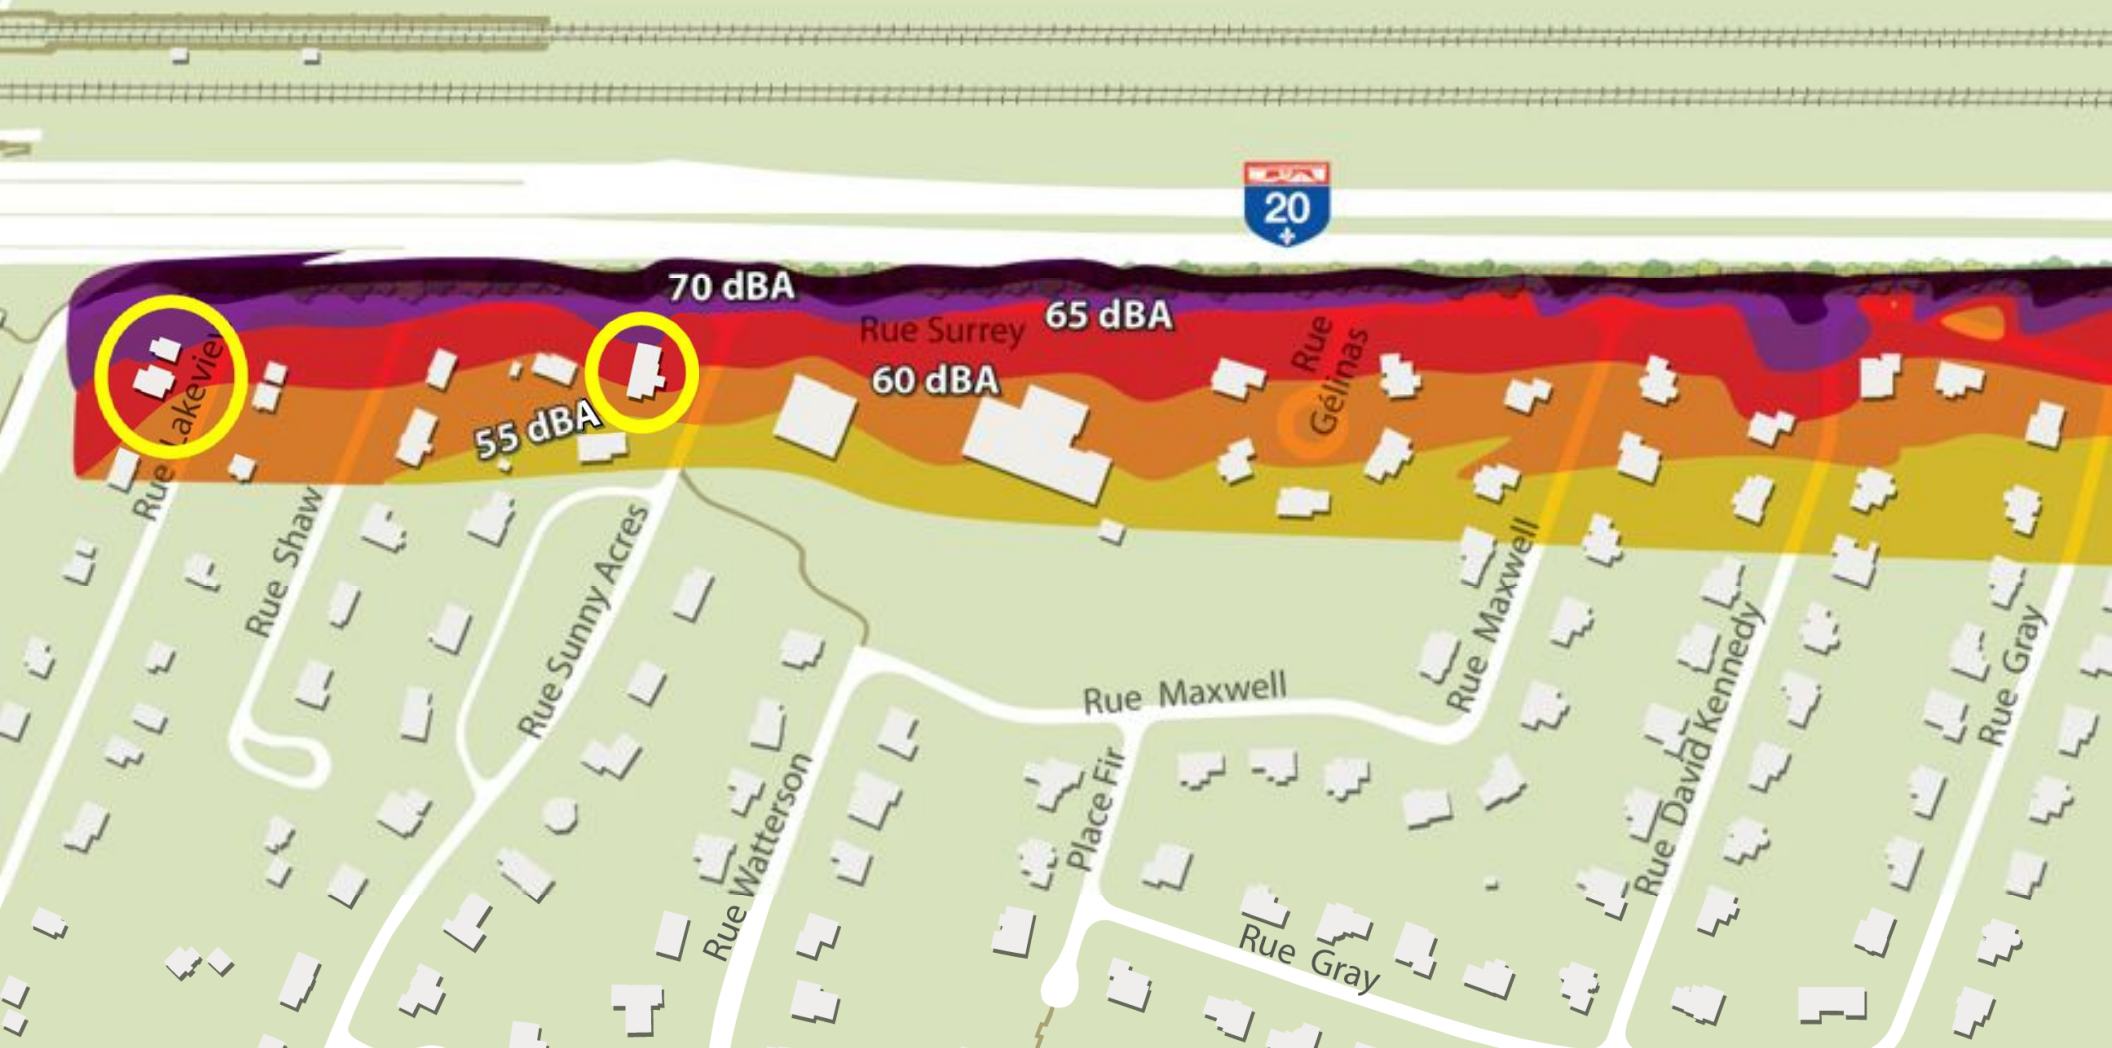 20
70 dBA
65 dBA
Rue Surrey
60 dBA
55 dBA
Rue
Gélinas
Rue Lakeview
Rue Shaw
Rue Sunny Acres
Rue Maxwell
Rue Maxwell
Rue Watterson
Place Fir
Rue David Kennedy
Rue Gray
Rue Gray